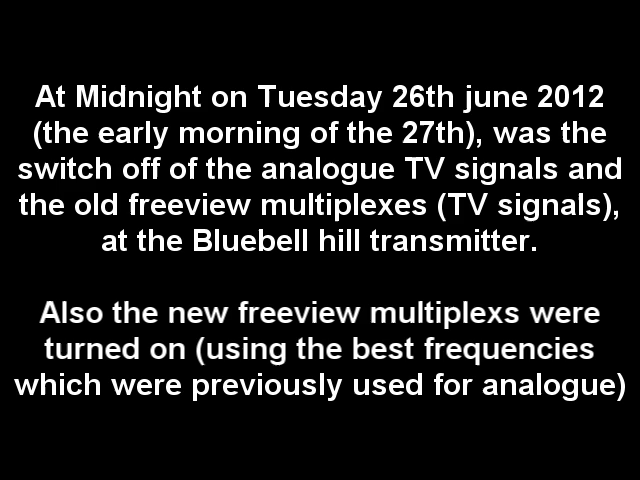 At Midnight on Tuesday 26th june 2012
(the early morning of the 27th), was the
switch off of the analogue TV signals and
the old freeview multiplexes (TV signals),
at the Bluebell hill transmitter.
Also the new freeview multiplexs were
turned on (using the best frequencies
which were previously used for analogue)